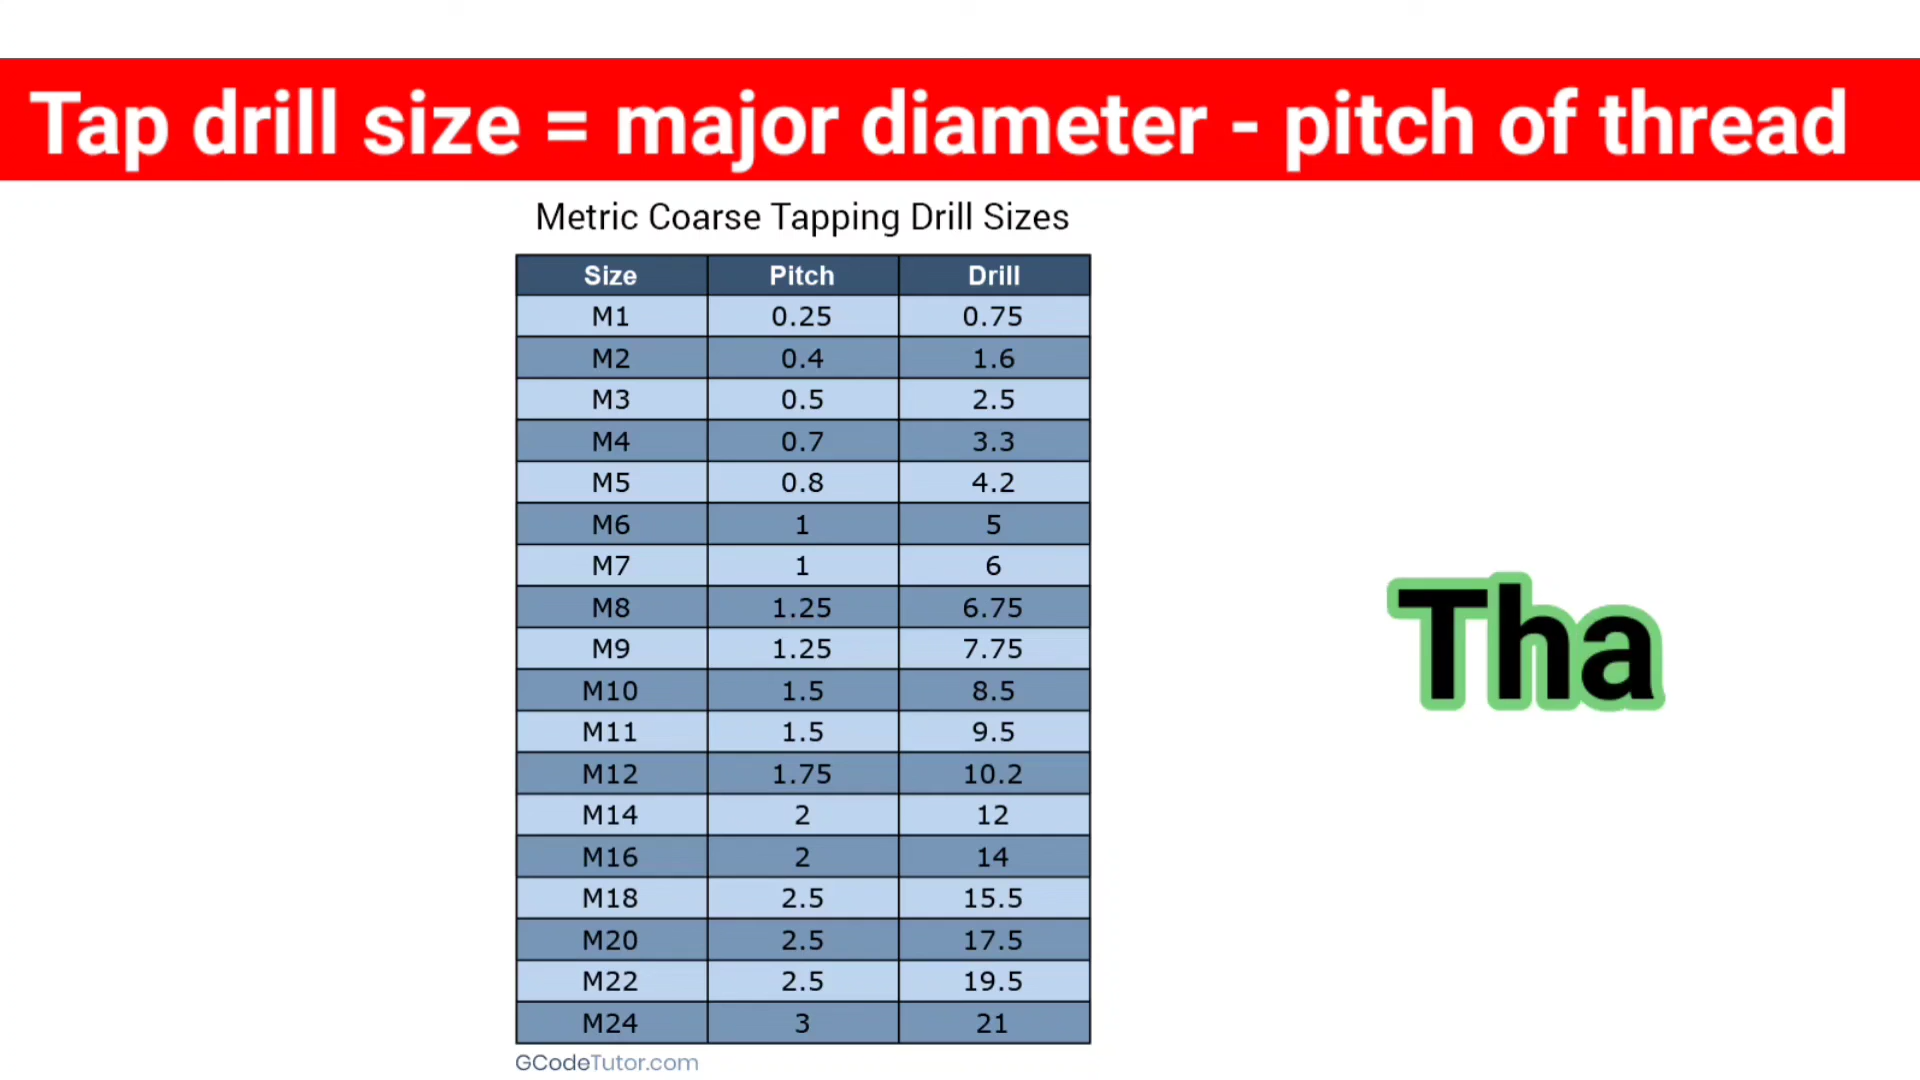 Tap drill size = major diameter - pitch of thread
Metric Coarse Tapping Drill Sizes
Size Pitch Drill
M1 0.25 0.75
M2 0.4 1.6
M3 0.5 2.5
M4 0.7 3.3
M5 0.8 4.2
M6 1 5
M7 1 6
M8 1.25 6.75
M9 1.25 7.75
M10 1.5 8.5
M11 1.5 9.5
M12 1.75 10.2
M14 2 12
M16 2 14
M18 2.5 15.5
M20 2.5 17.5
M22 2.5 19.5
M24 3 21
GCodeTutor.com
Tha